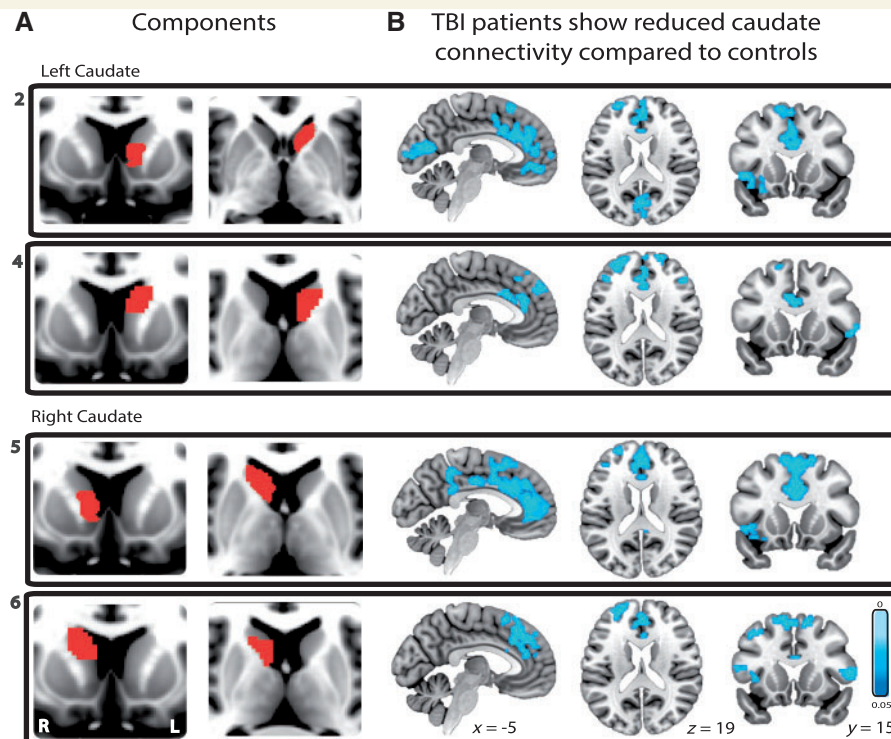 A Components
B TBI patients show reduced caudate
connectivity compared to controls
Left Caudate
2
4
Right Caudate
5
6
R L
x = -5
z = 19
y = 15
0
0.05